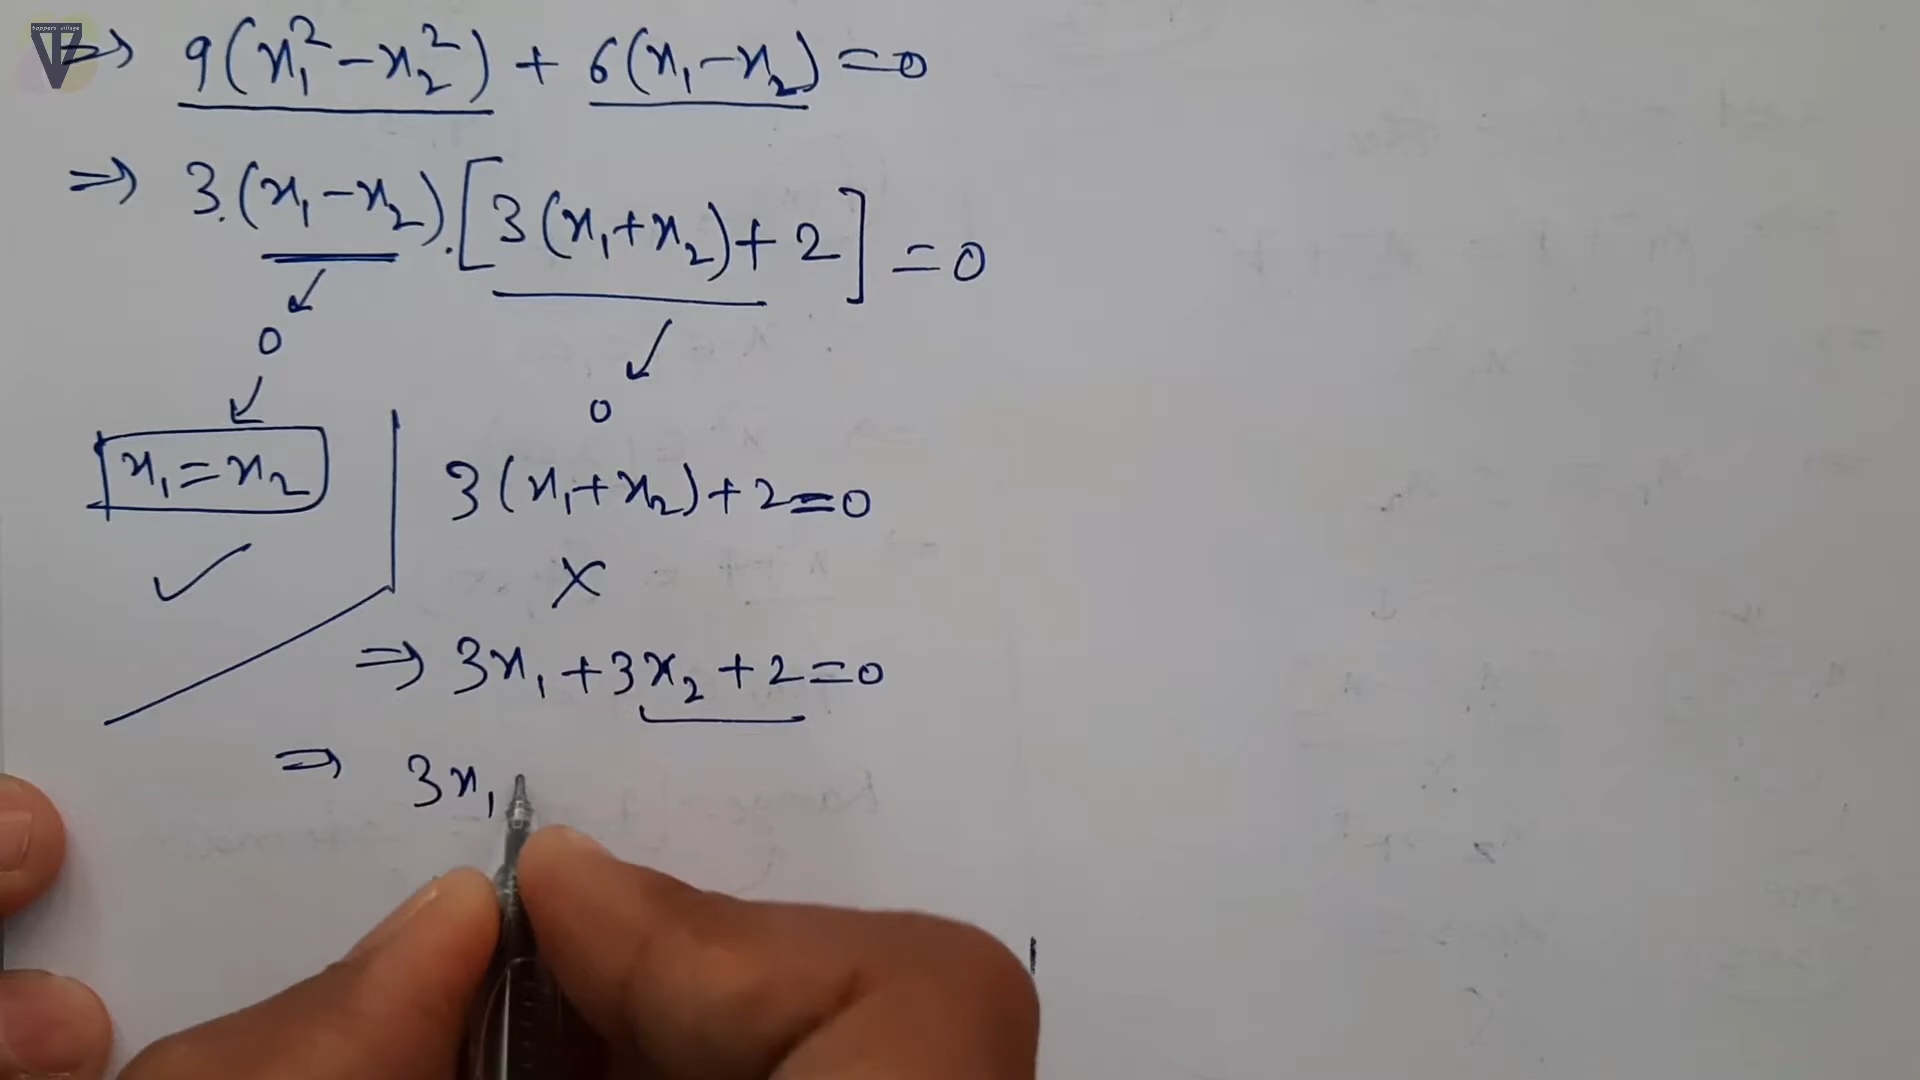 ⇒ 9(x₁²-x₂²) + 6(x₁-x₂) = 0
⇒ 3.(x₁-x₂).[3(x₁+x₂)+2] = 0
↙ ↙
0 0
↙
x₁ = x₂ 3(x₁+x₂)+2=0
✓ X
⇒ 3x₁ + 3x₂ + 2 = 0
⇒ 3x₁